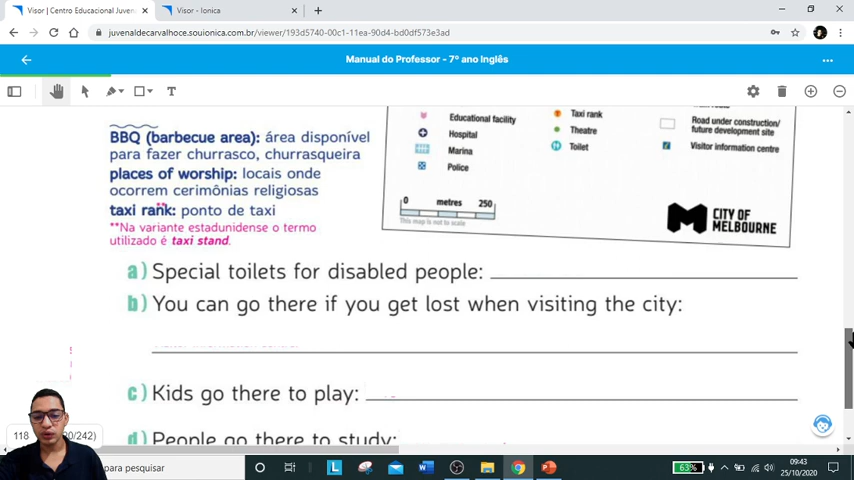 Visor | Centro Educacional Juven
Visor - Ionica
juvenaldecarvalhoce.souionica.com.br/viewer/193d5740-00c1-11ea-90d4-bd0df573e3ad
Manual do Professor - 7º ano Inglês
BBQ (barbecue area): área disponível
para fazer churrasco, churrasqueira
places of worship: locais onde
ocorrem cerimônias religiosas
taxi rank: ponto de taxi
**Na variante estadunidense o termo
utilizado é taxi stand.
Educational facility
Hospital
Marina
Police
Taxi rank
Theatre
Toilet
Road under construction/
future development site
Visitor information centre
0 metres 250
This map is not to scale
CITY OF
MELBOURNE
a) Special toilets for disabled people:
b) You can go there if you get lost when visiting the city:
c) Kids go there to play:
d) People go there to study:
118
/242)
para pesquisar
63%
09:43
25/10/2020